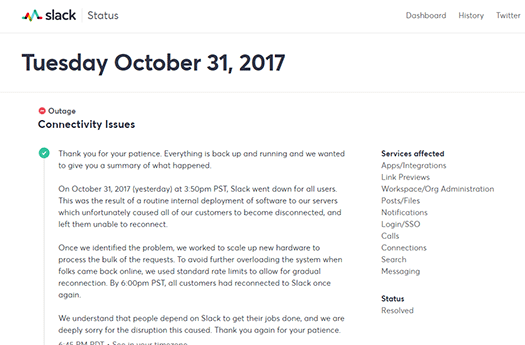 slack Status
Dashboard History Twitter
Tuesday October 31, 2017
Outage
Connectivity Issues
Thank you for your patience. Everything is back up and running and we wanted
to give you a summary of what happened.
On October 31, 2017 (yesterday) at 3:50pm PST, Slack went down for all users.
This was the result of a routine internal deployment of software to our servers
which unfortunately caused all of our customers to become disconnected, and
left them unable to reconnect.
Once we identified the problem, we worked to scale up new hardware to
process the bulk of the requests. To avoid further overloading the system when
folks came back online, we used standard rate limits to allow for gradual
reconnection. By 6:00pm PST, all customers had reconnected to Slack once
again.
We understand that people depend on Slack to get their jobs done, and we are
deeply sorry for the disruption this caused. Thank you again for your patience.
6:45 PM PDT • See in your timezone
Services affected
Apps/Integrations
Link Previews
Workspace/Org Administration
Posts/Files
Notifications
Login/SSO
Calls
Connections
Search
Messaging
Status
Resolved